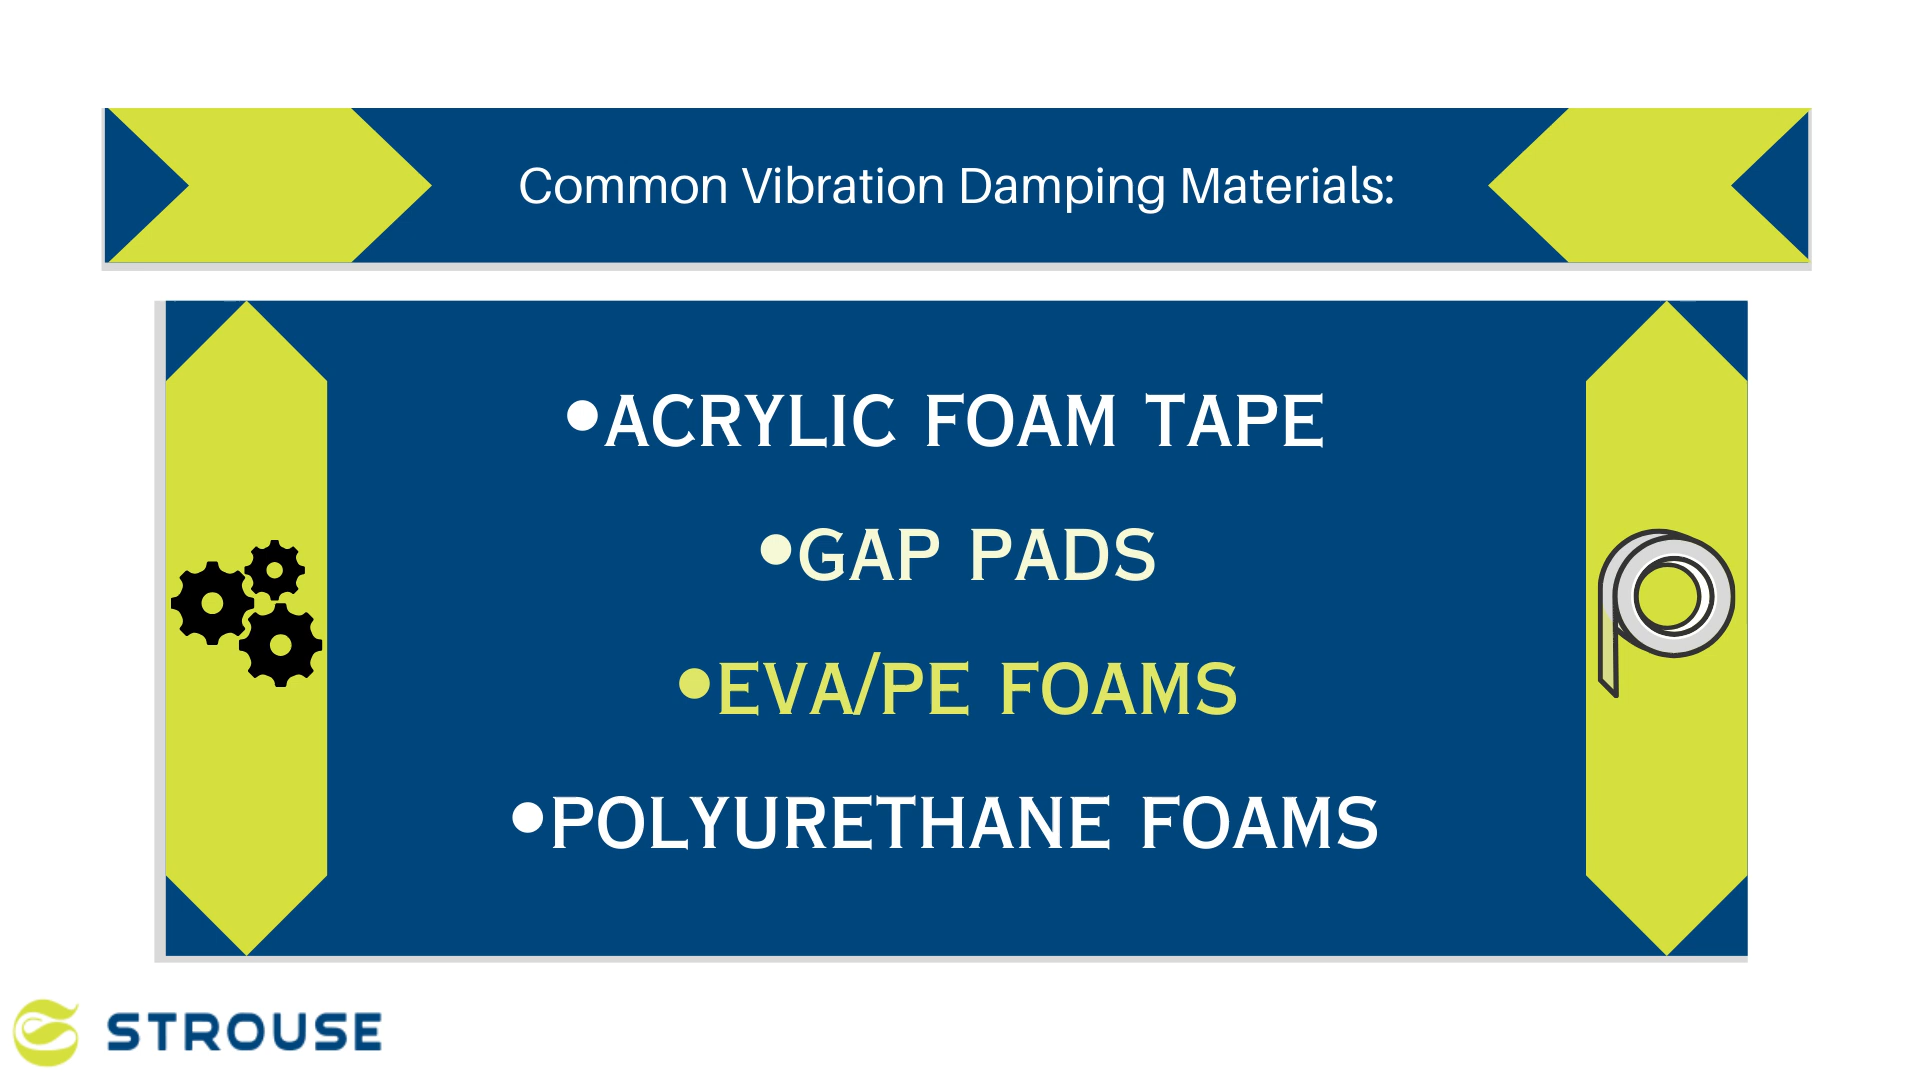 Common Vibration Damping Materials:
•ACRYLIC FOAM TAPE
•GAP PADS
•EVA/PE FOAMS
•POLYURETHANE FOAMS
STROUSE